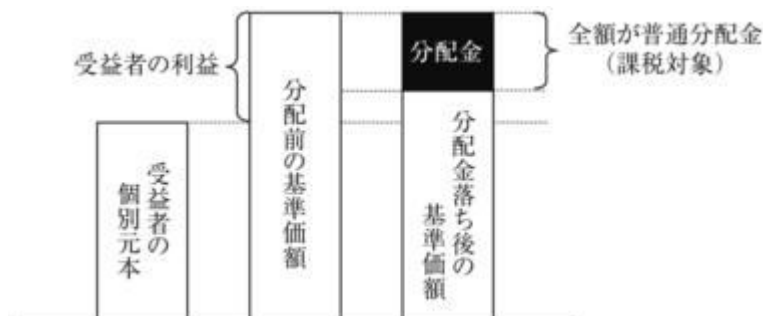 受益者の利益
受益者の
個別元本
分配前の基準価額
分配金
分配金落ち後の
基準価額
全額が普通分配金
（課税対象）